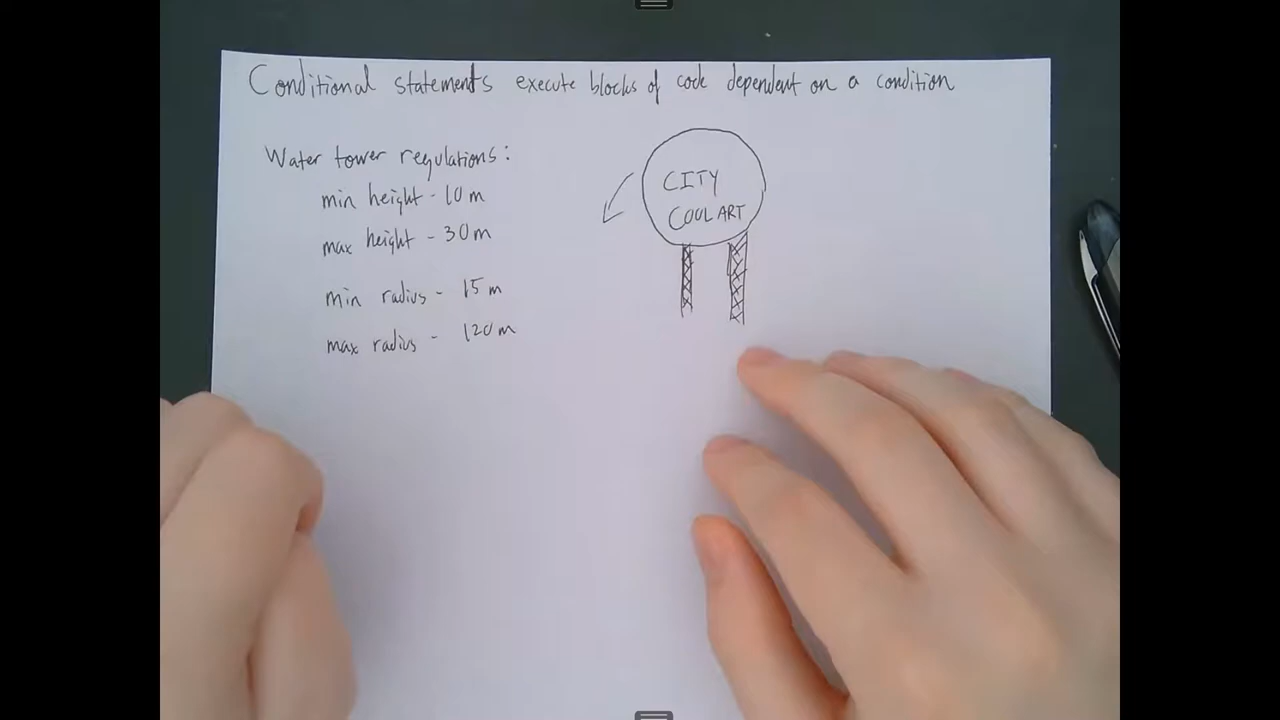 Conditional statements execute blocks of code dependent on a condition
Water tower regulations:
min height - 10 m
max height - 30 m
min radius - 15 m
max radius - 120 m
CITY
COOL ART